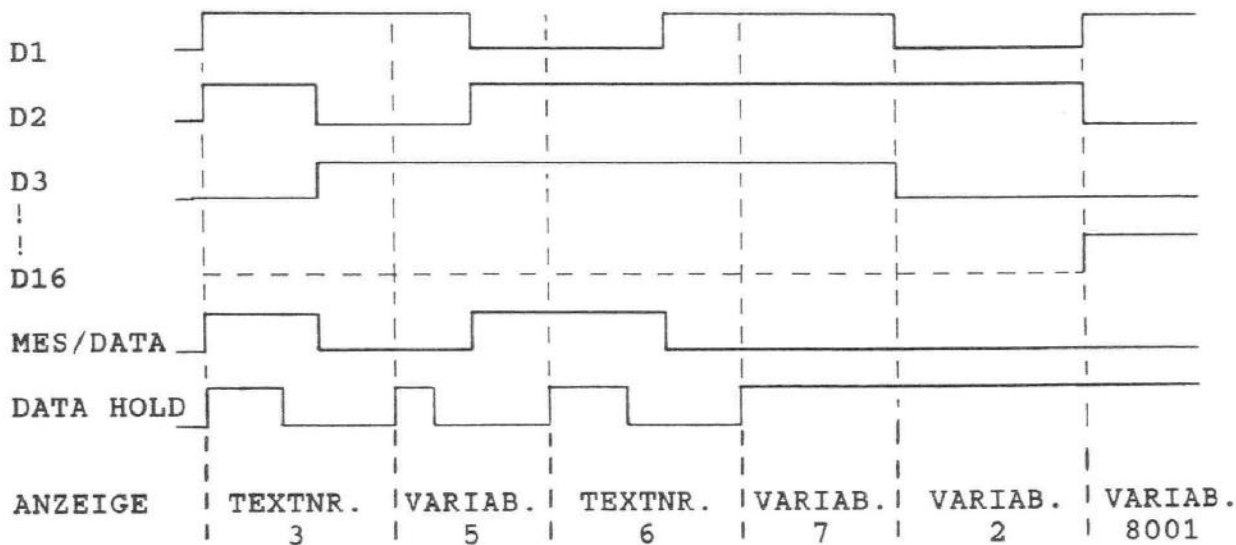 D1
D2
D3
!
!
D16
MES/DATA
DATA HOLD
ANZEIGE TEXTNR. VARIAB. TEXTNR. VARIAB. VARIAB. VARIAB.
3 5 6 7 2 8001